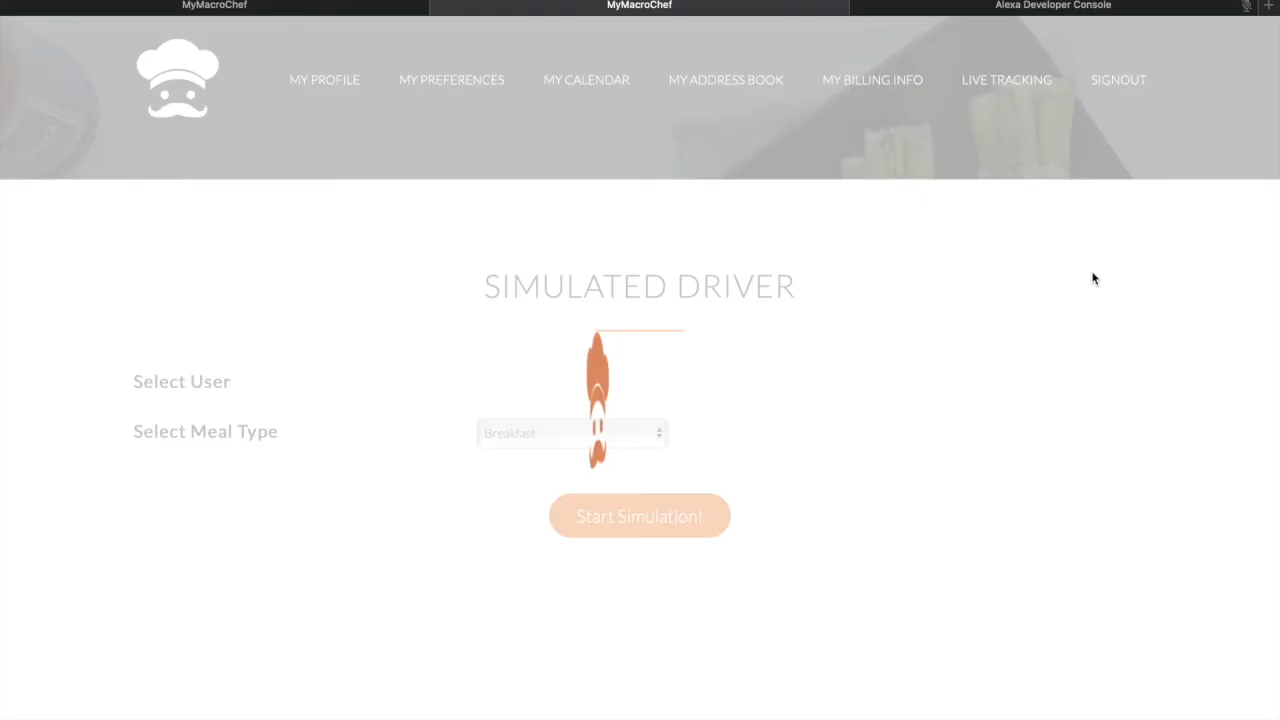 MyMacroChef
MyMacroChef
Alexa Developer Console
MY PROFILE
MY PREFERENCES
MY CALENDAR
MY ADDRESS BOOK
MY BILLING INFO
LIVE TRACKING
SIGNOUT
SIMULATED DRIVER
Select User
Select Meal Type
Breakfast
Start Simulation!